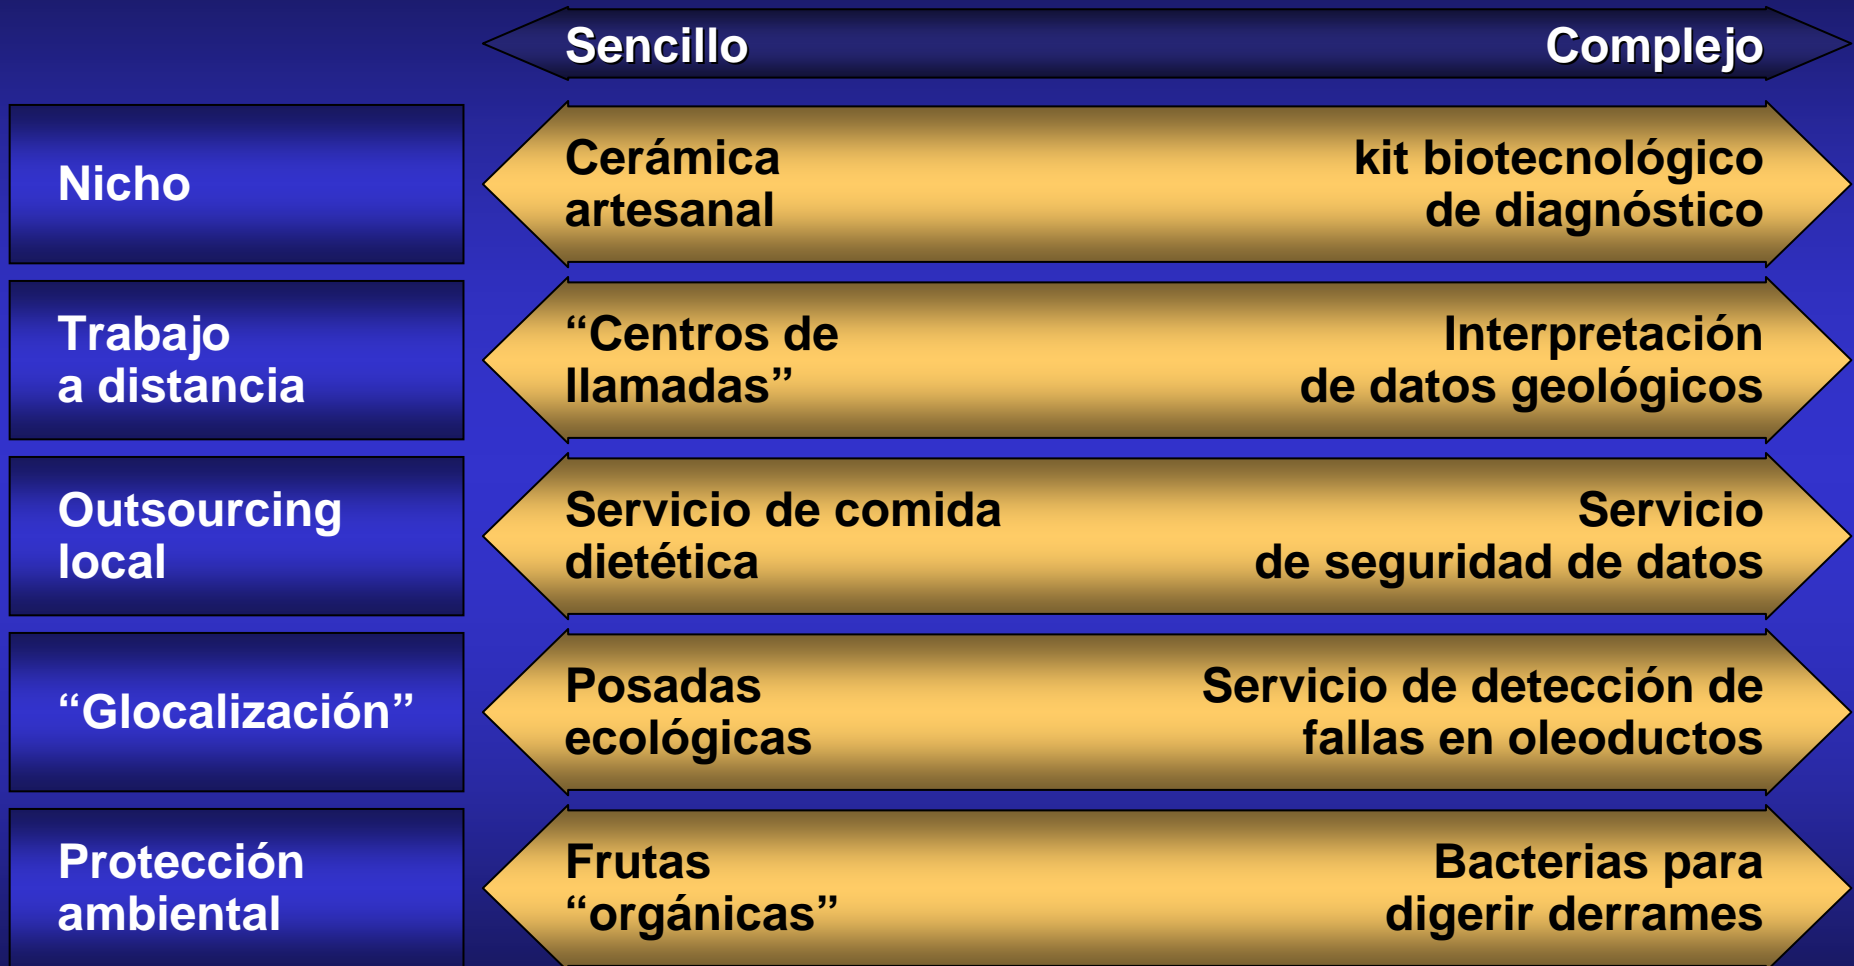 Sencillo Complejo
Nicho
Cerámica
artesanal
kit biotecnológico
de diagnóstico
Trabajo
a distancia
“Centros de
llamadas”
Interpretación
de datos geológicos
Outsourcing
local
Servicio de comida
dietética
Servicio
de seguridad de datos
“Glocalización”
Posadas
ecológicas
Servicio de detección de
fallas en oleoductos
Protección
ambiental
Frutas
“orgánicas”
Bacterias para
digerir derrames